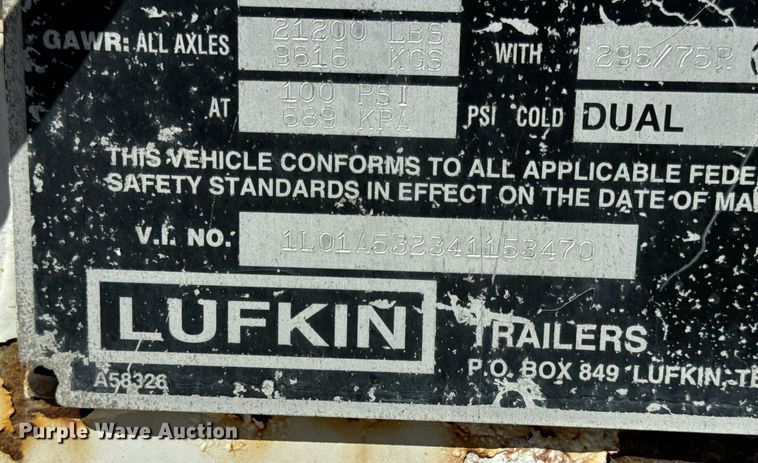 GAWR: ALL AXLES 21200 LBS WITH 295/75R
9616 KGS
AT 100 PSI PSI COLD DUAL
689 KPA
THIS VEHICLE CONFORMS TO ALL APPLICABLE FEDE
SAFETY STANDARDS IN EFFECT ON THE DATE OF MA
V.I. NO. 1L01A532341153470
LUFKIN TRAILERS
P.O. BOX 849 LUFKIN, TE
A58326
Purple Wave Auction